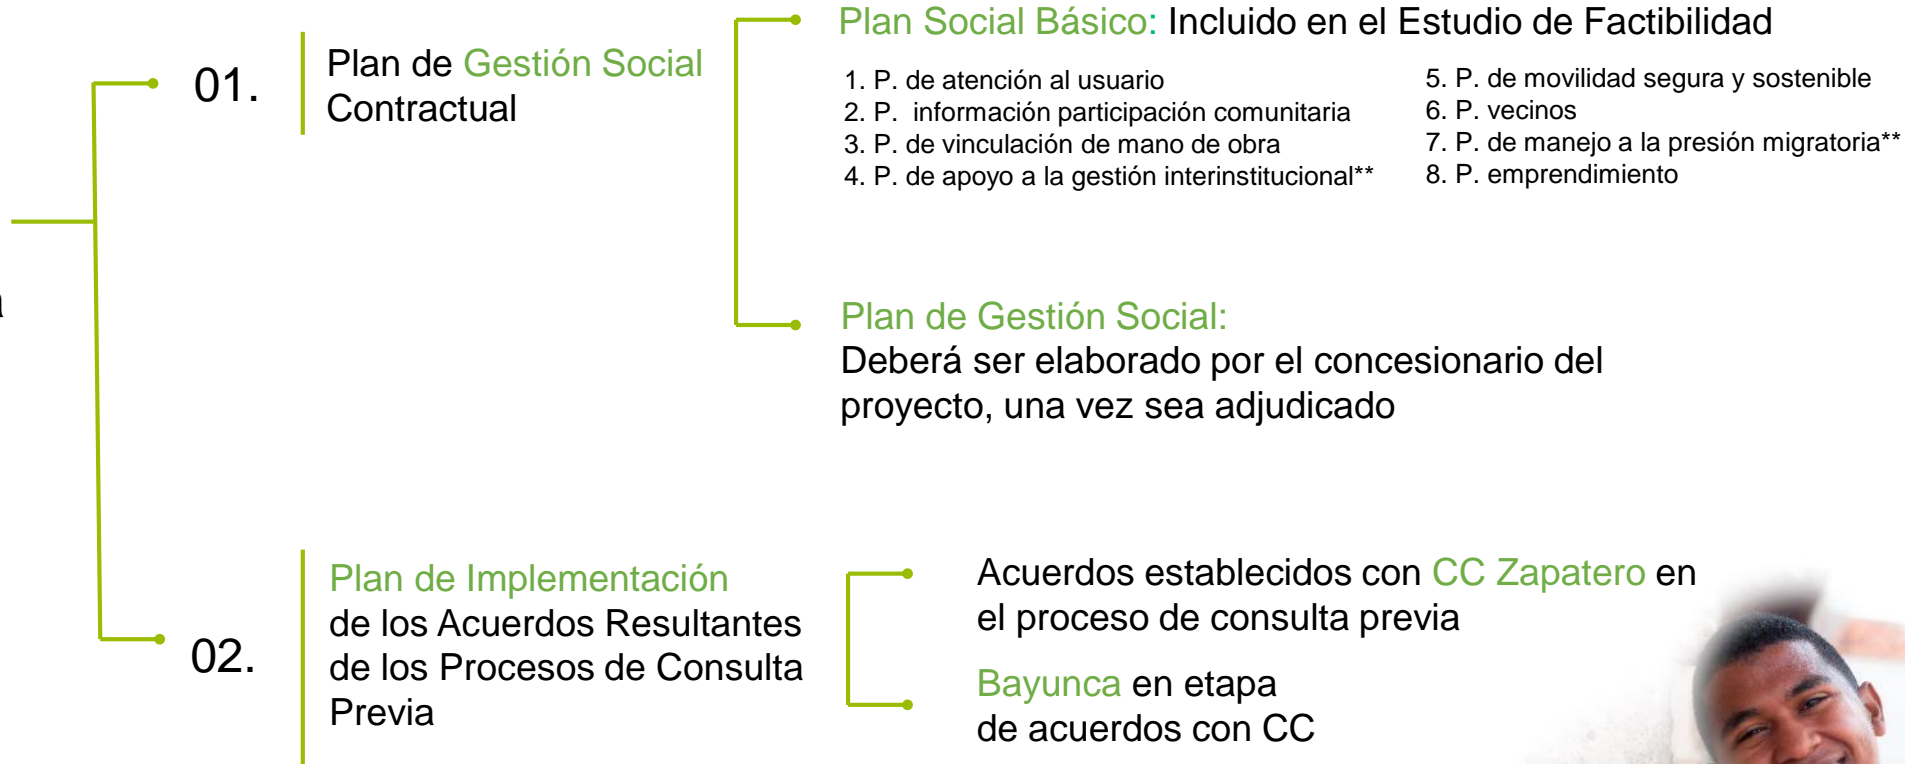 01.
Plan de Gestión Social
Contractual
Plan Social Básico: Incluido en el Estudio de Factibilidad
1. P. de atención al usuario
2. P. información participación comunitaria
3. P. de vinculación de mano de obra
4. P. de apoyo a la gestión interinstitucional**
5. P. de movilidad segura y sostenible
6. P. vecinos
7. P. de manejo a la presión migratoria**
8. P. emprendimiento
Plan de Gestión Social:
Deberá ser elaborado por el concesionario del
proyecto, una vez sea adjudicado
02.
Plan de Implementación
de los Acuerdos Resultantes
de los Procesos de Consulta
Previa
Acuerdos establecidos con CC Zapatero en
el proceso de consulta previa
Bayunca en etapa
de acuerdos con CC